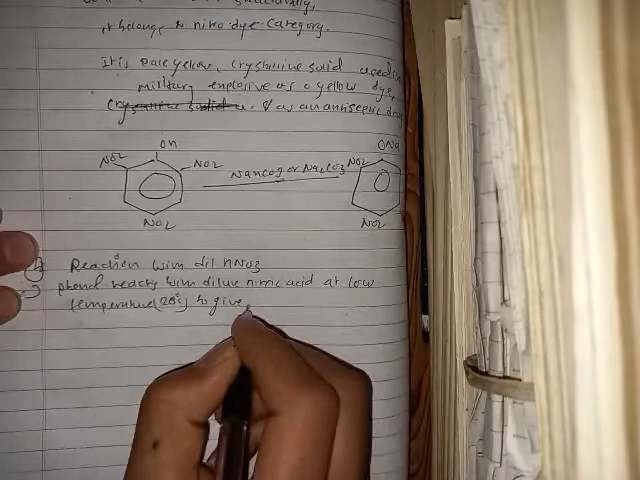 it belongs to nitro dye category.
It is pale yellow, crystalline solid used in
military explosive as a yellow dye,
& as an antiseptic drug
OH
NO2
NO2
NO2
NaHCO3 or Na2CO3
ONa
NO2
NO2
Reaction with dil HNO3
phenol reacts with dilute nitric acid at low
temperature (20°c) to give